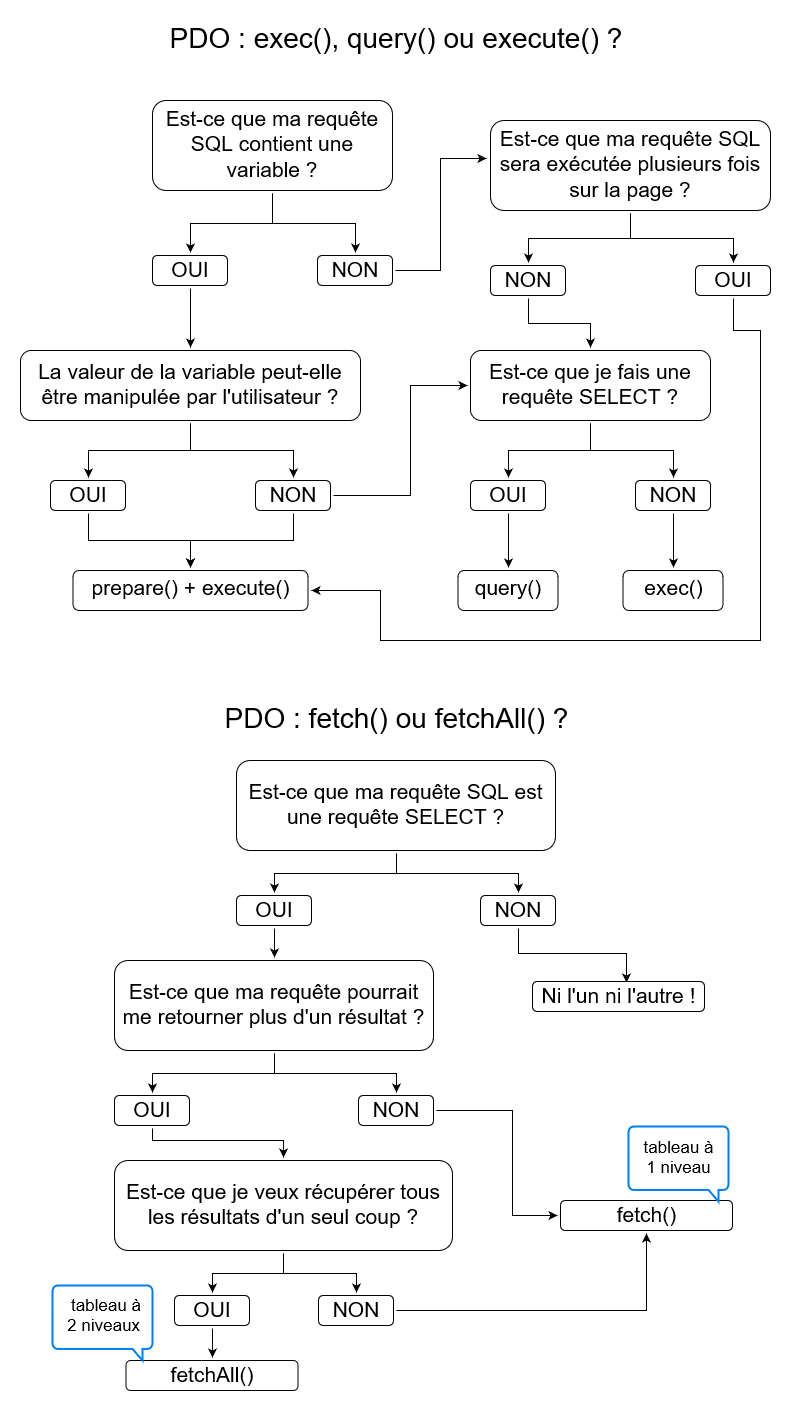 PDO : exec(), query() ou execute() ?
Est-ce que ma requête
SQL contient une
variable ?
Est-ce que ma requête SQL
sera exécutée plusieurs fois
sur la page ?
OUI
NON
NON
OUI
La valeur de la variable peut-elle
être manipulée par l'utilisateur ?
Est-ce que je fais une
requête SELECT ?
OUI
NON
OUI
NON
prepare() + execute()
query()
exec()
PDO : fetch() ou fetchAll() ?
Est-ce que ma requête SQL est
une requête SELECT ?
OUI
NON
Est-ce que ma requête pourrait
me retourner plus d'un résultat ?
Ni l'un ni l'autre !
OUI
NON
tableau à
1 niveau
Est-ce que je veux récupérer tous
les résultats d'un seul coup ?
fetch()
OUI
NON
tableau à
2 niveaux
fetchAll()